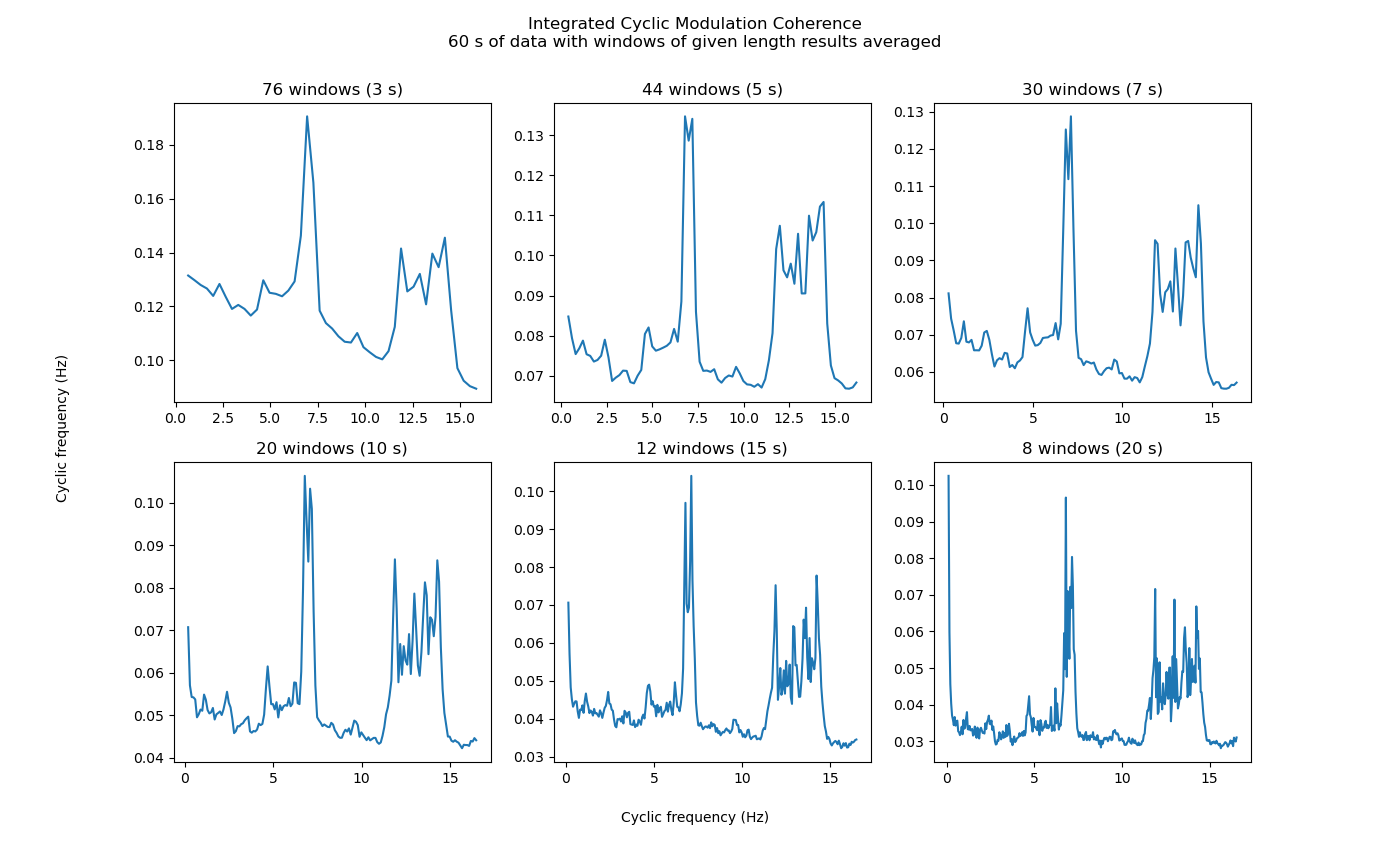 Integrated Cyclic Modulation Coherence
60 s of data with windows of given length results averaged
76 windows (3 s)
0.18
0.16
0.14
0.12
0.10
0.0 2.5 5.0 7.5 10.0 12.5 15.0
44 windows (5 s)
0.13
0.12
0.11
0.10
0.09
0.08
0.07
0.0 2.5 5.0 7.5 10.0 12.5 15.0
30 windows (7 s)
0.13
0.12
0.11
0.10
0.09
0.08
0.07
0.06
0 5 10 15
Cyclic frequency (Hz)
20 windows (10 s)
0.10
0.09
0.08
0.07
0.06
0.05
0.04
0 5 10 15
12 windows (15 s)
0.10
0.09
0.08
0.07
0.06
0.05
0.04
0.03
0 5 10 15
8 windows (20 s)
0.10
0.09
0.08
0.07
0.06
0.05
0.04
0.03
0 5 10 15
Cyclic frequency (Hz)